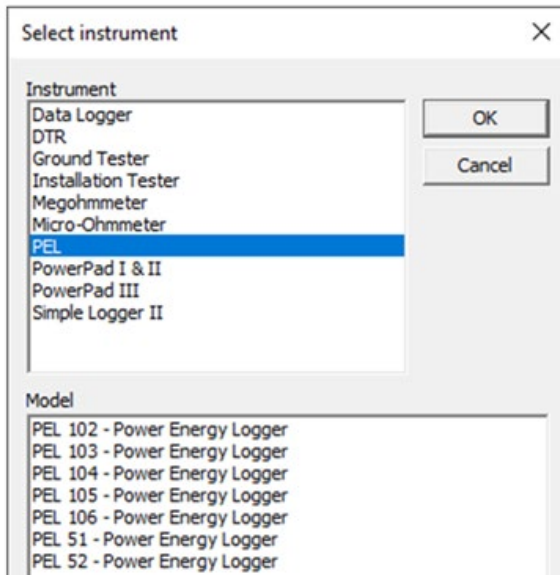 Select instrument
Instrument
Data Logger
DTR
Ground Tester
Installation Tester
Megohmmeter
Micro-Ohmmeter
PEL
PowerPad I & II
PowerPad III
Simple Logger II
OK
Cancel
Model
PEL 102 - Power Energy Logger
PEL 103 - Power Energy Logger
PEL 104 - Power Energy Logger
PEL 105 - Power Energy Logger
PEL 106 - Power Energy Logger
PEL 51 - Power Energy Logger
PEL 52 - Power Energy Logger